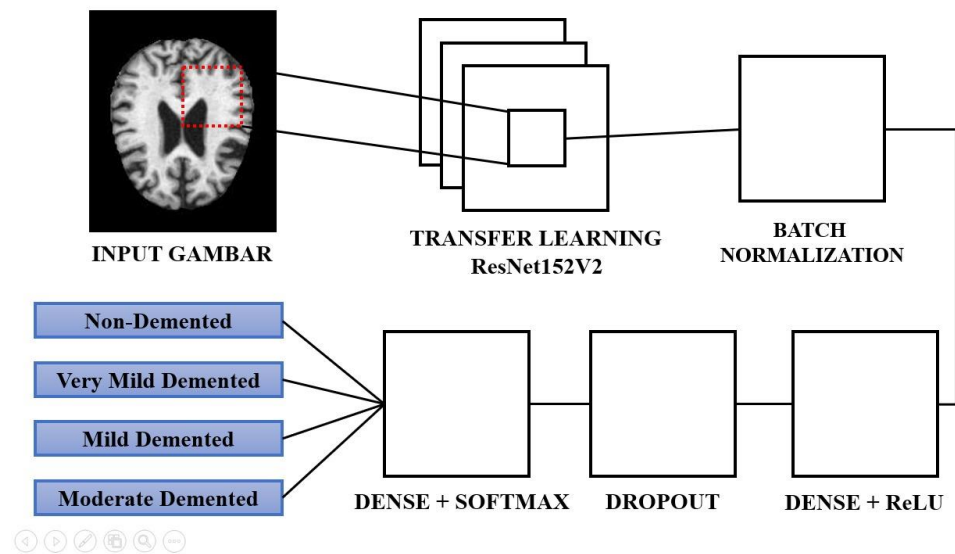 INPUT GAMBAR
TRANSFER LEARNING
ResNet152V2
BATCH
NORMALIZATION
Non-Demented
Very Mild Demented
Mild Demented
Moderate Demented
DENSE + SOFTMAX
DROPOUT
DENSE + ReLU